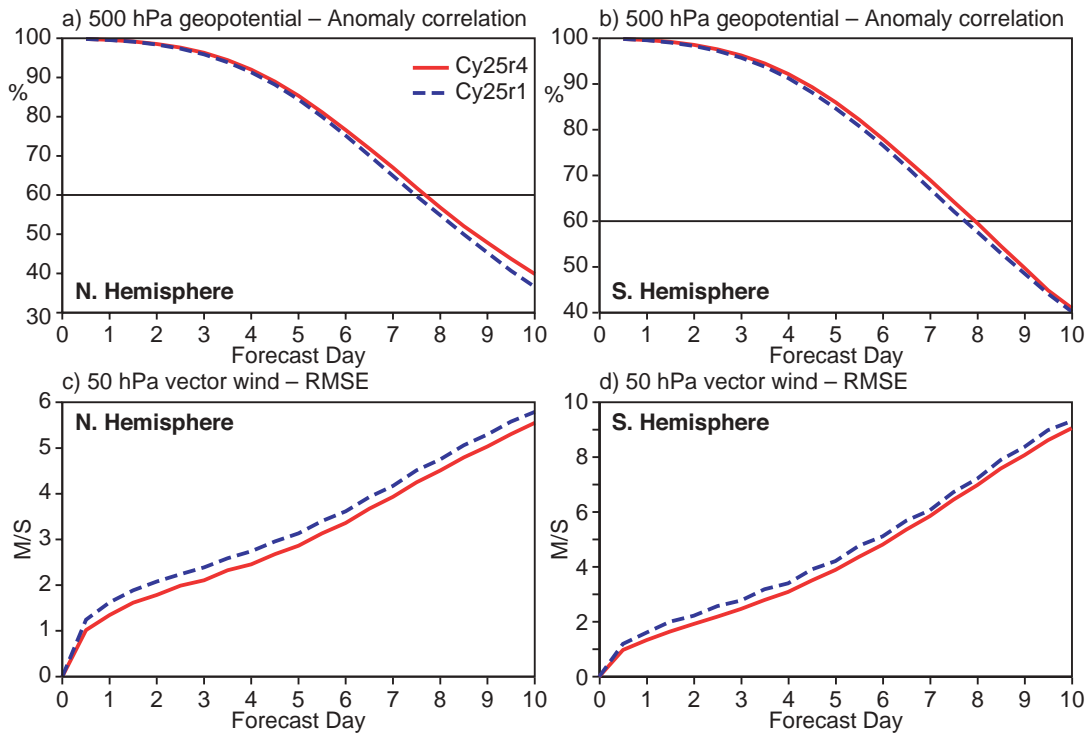 a) 500 hPa geopotential – Anomaly correlation
100
90
%
80
70
60
50
40
30
Cy25r4
Cy25r1
N. Hemisphere
0 1 2 3 4 5 6 7 8 9 10
Forecast Day
b) 500 hPa geopotential – Anomaly correlation
100
90
%
80
70
60
50
40
S. Hemisphere
0 1 2 3 4 5 6 7 8 9 10
Forecast Day
c) 50 hPa vector wind – RMSE
N. Hemisphere
6
5
4
3
M/S
2
1
0
0 1 2 3 4 5 6 7 8 9 10
Forecast Day
d) 50 hPa vector wind – RMSE
S. Hemisphere
10
8
6
M/S
4
2
0
0 1 2 3 4 5 6 7 8 9 10
Forecast Day